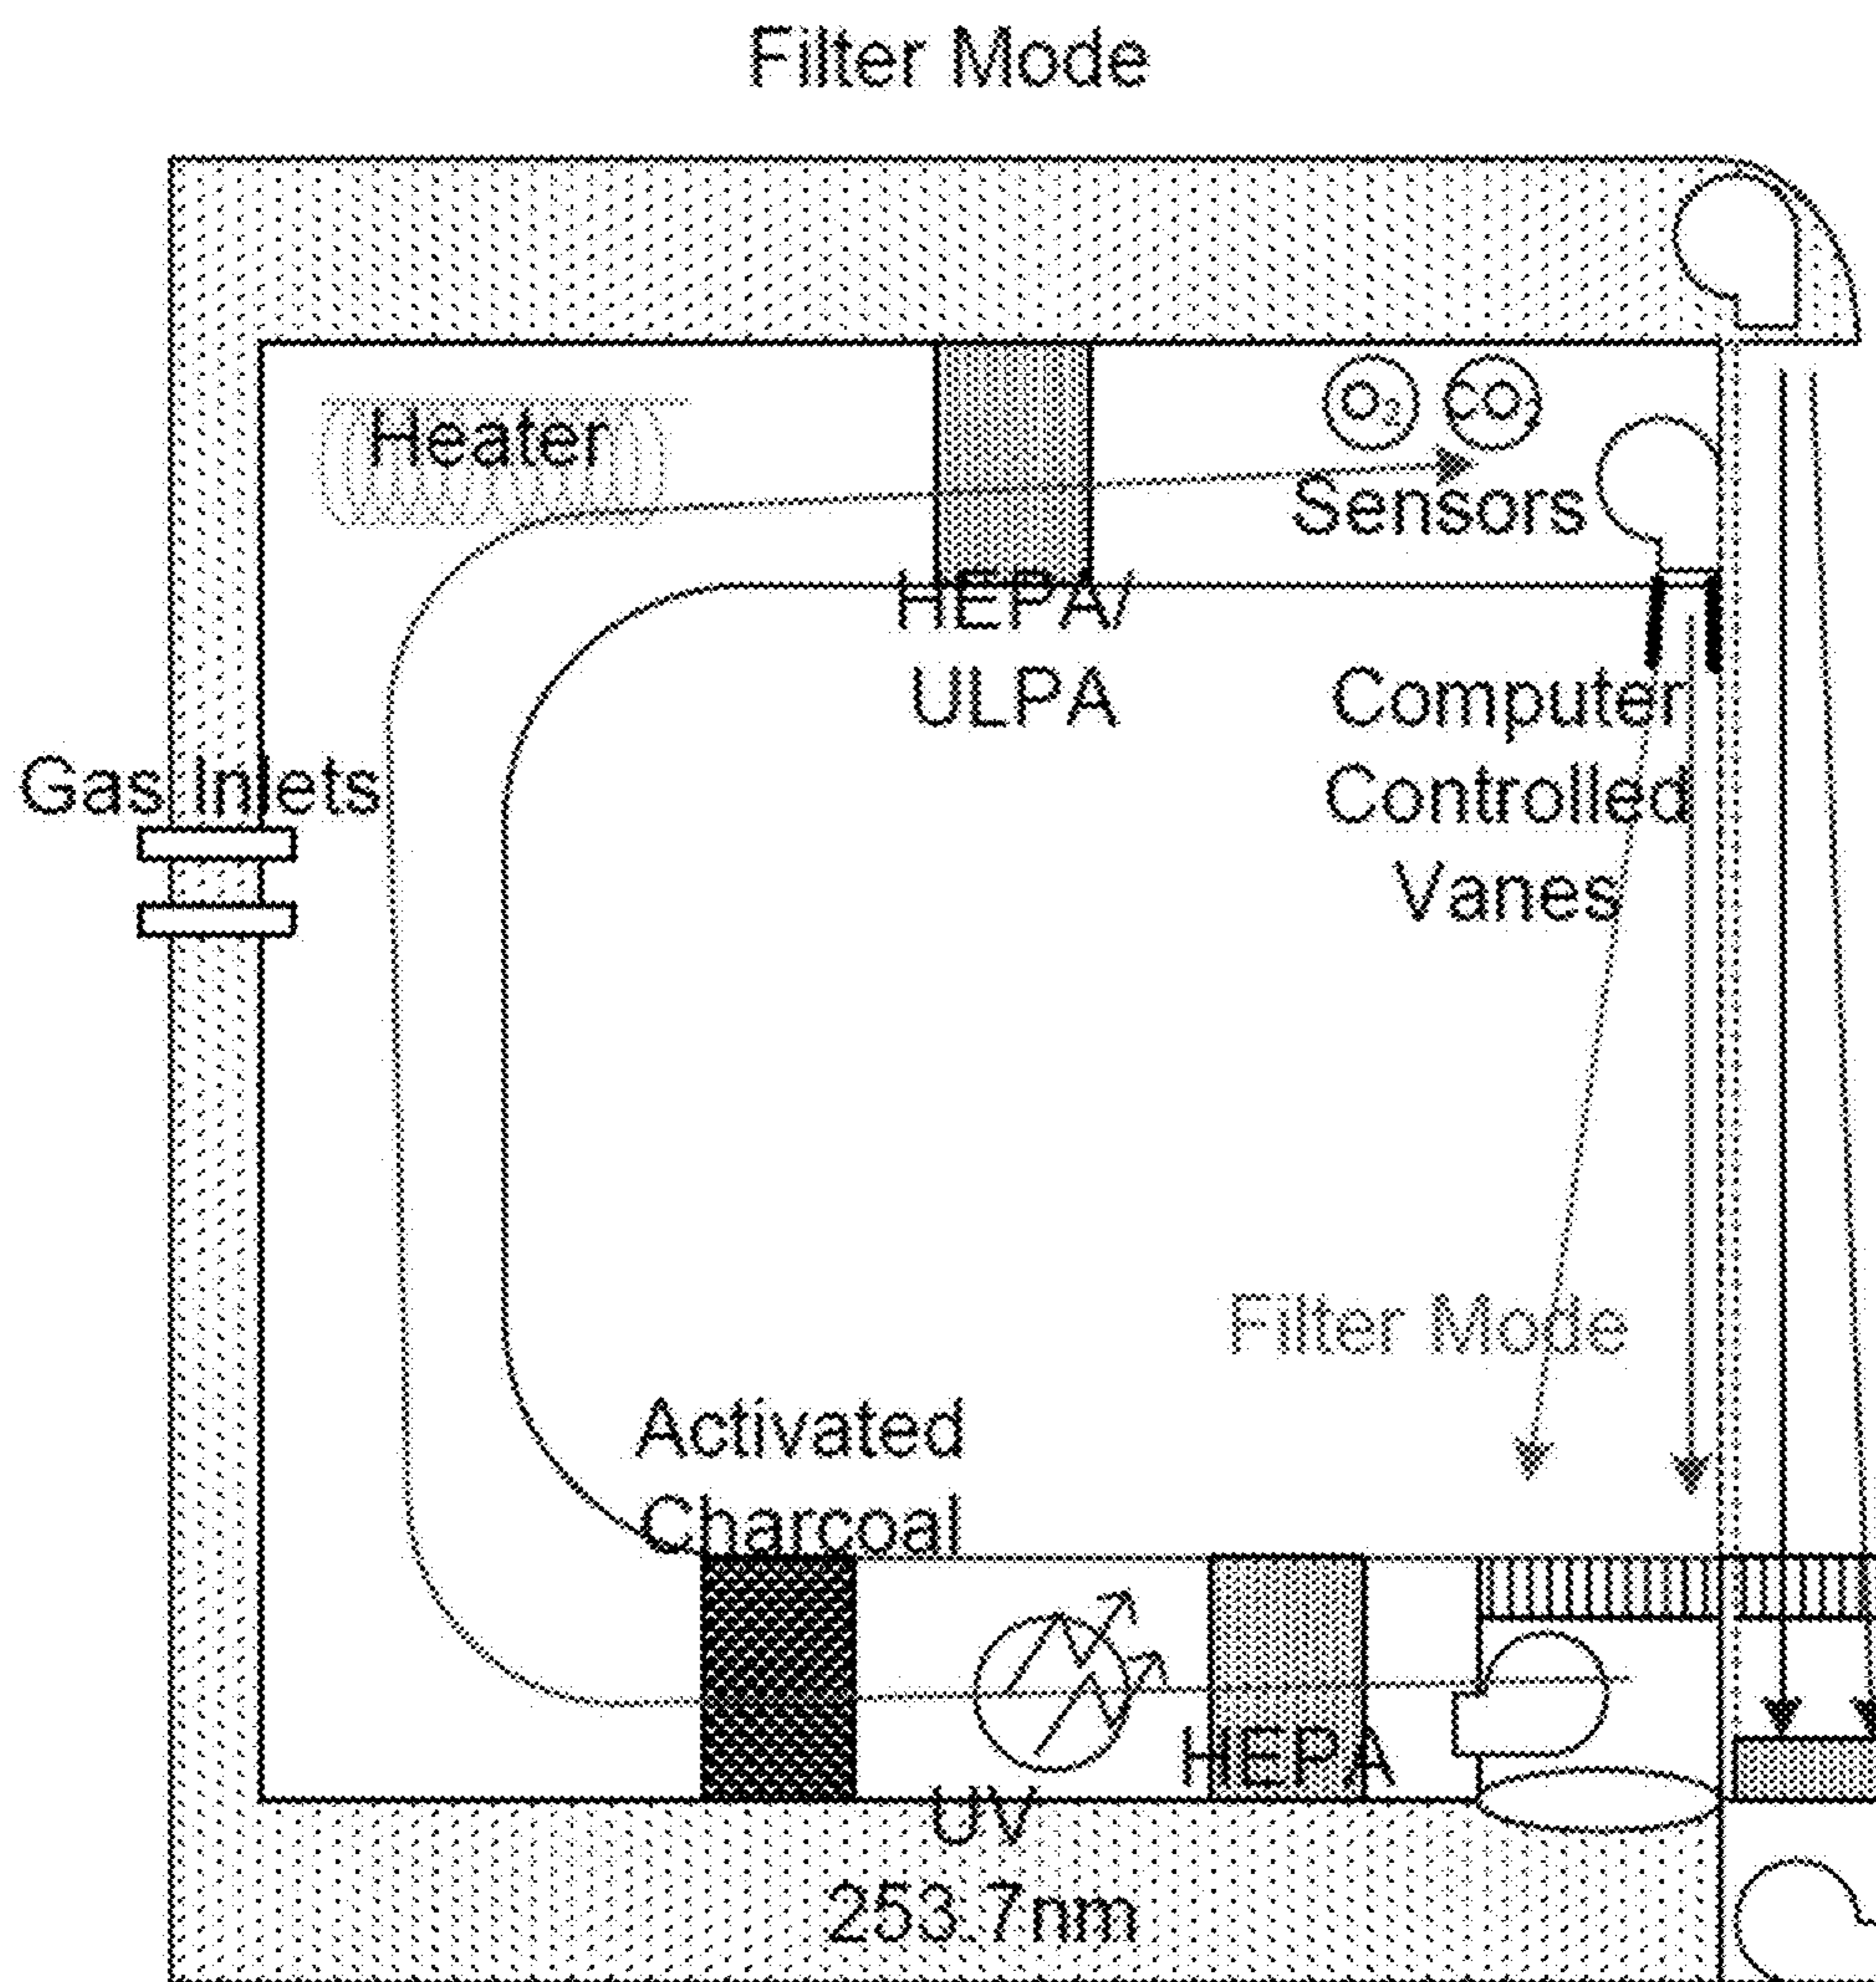 Filter Mode
Heater
O2 CO2
Sensors
HEPA/
ULPA
Computer
Controlled
Vanes
Gas Inlets
Filter Mode
Activated
Charcoal
HEPA
UV
253.7nm